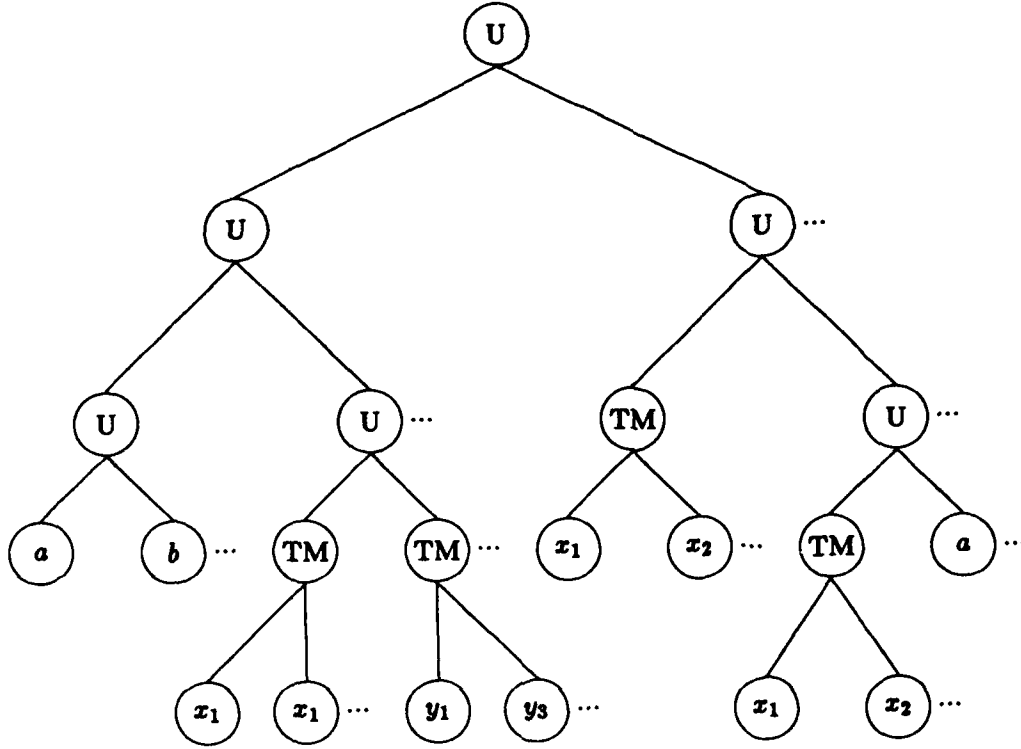 U
U U ...
U U ... TM U ...
a b ... TM TM ... x₁ x₂ ... TM a ..
x₁ x₁ ... y₁ y₃ ... x₁ x₂ ...